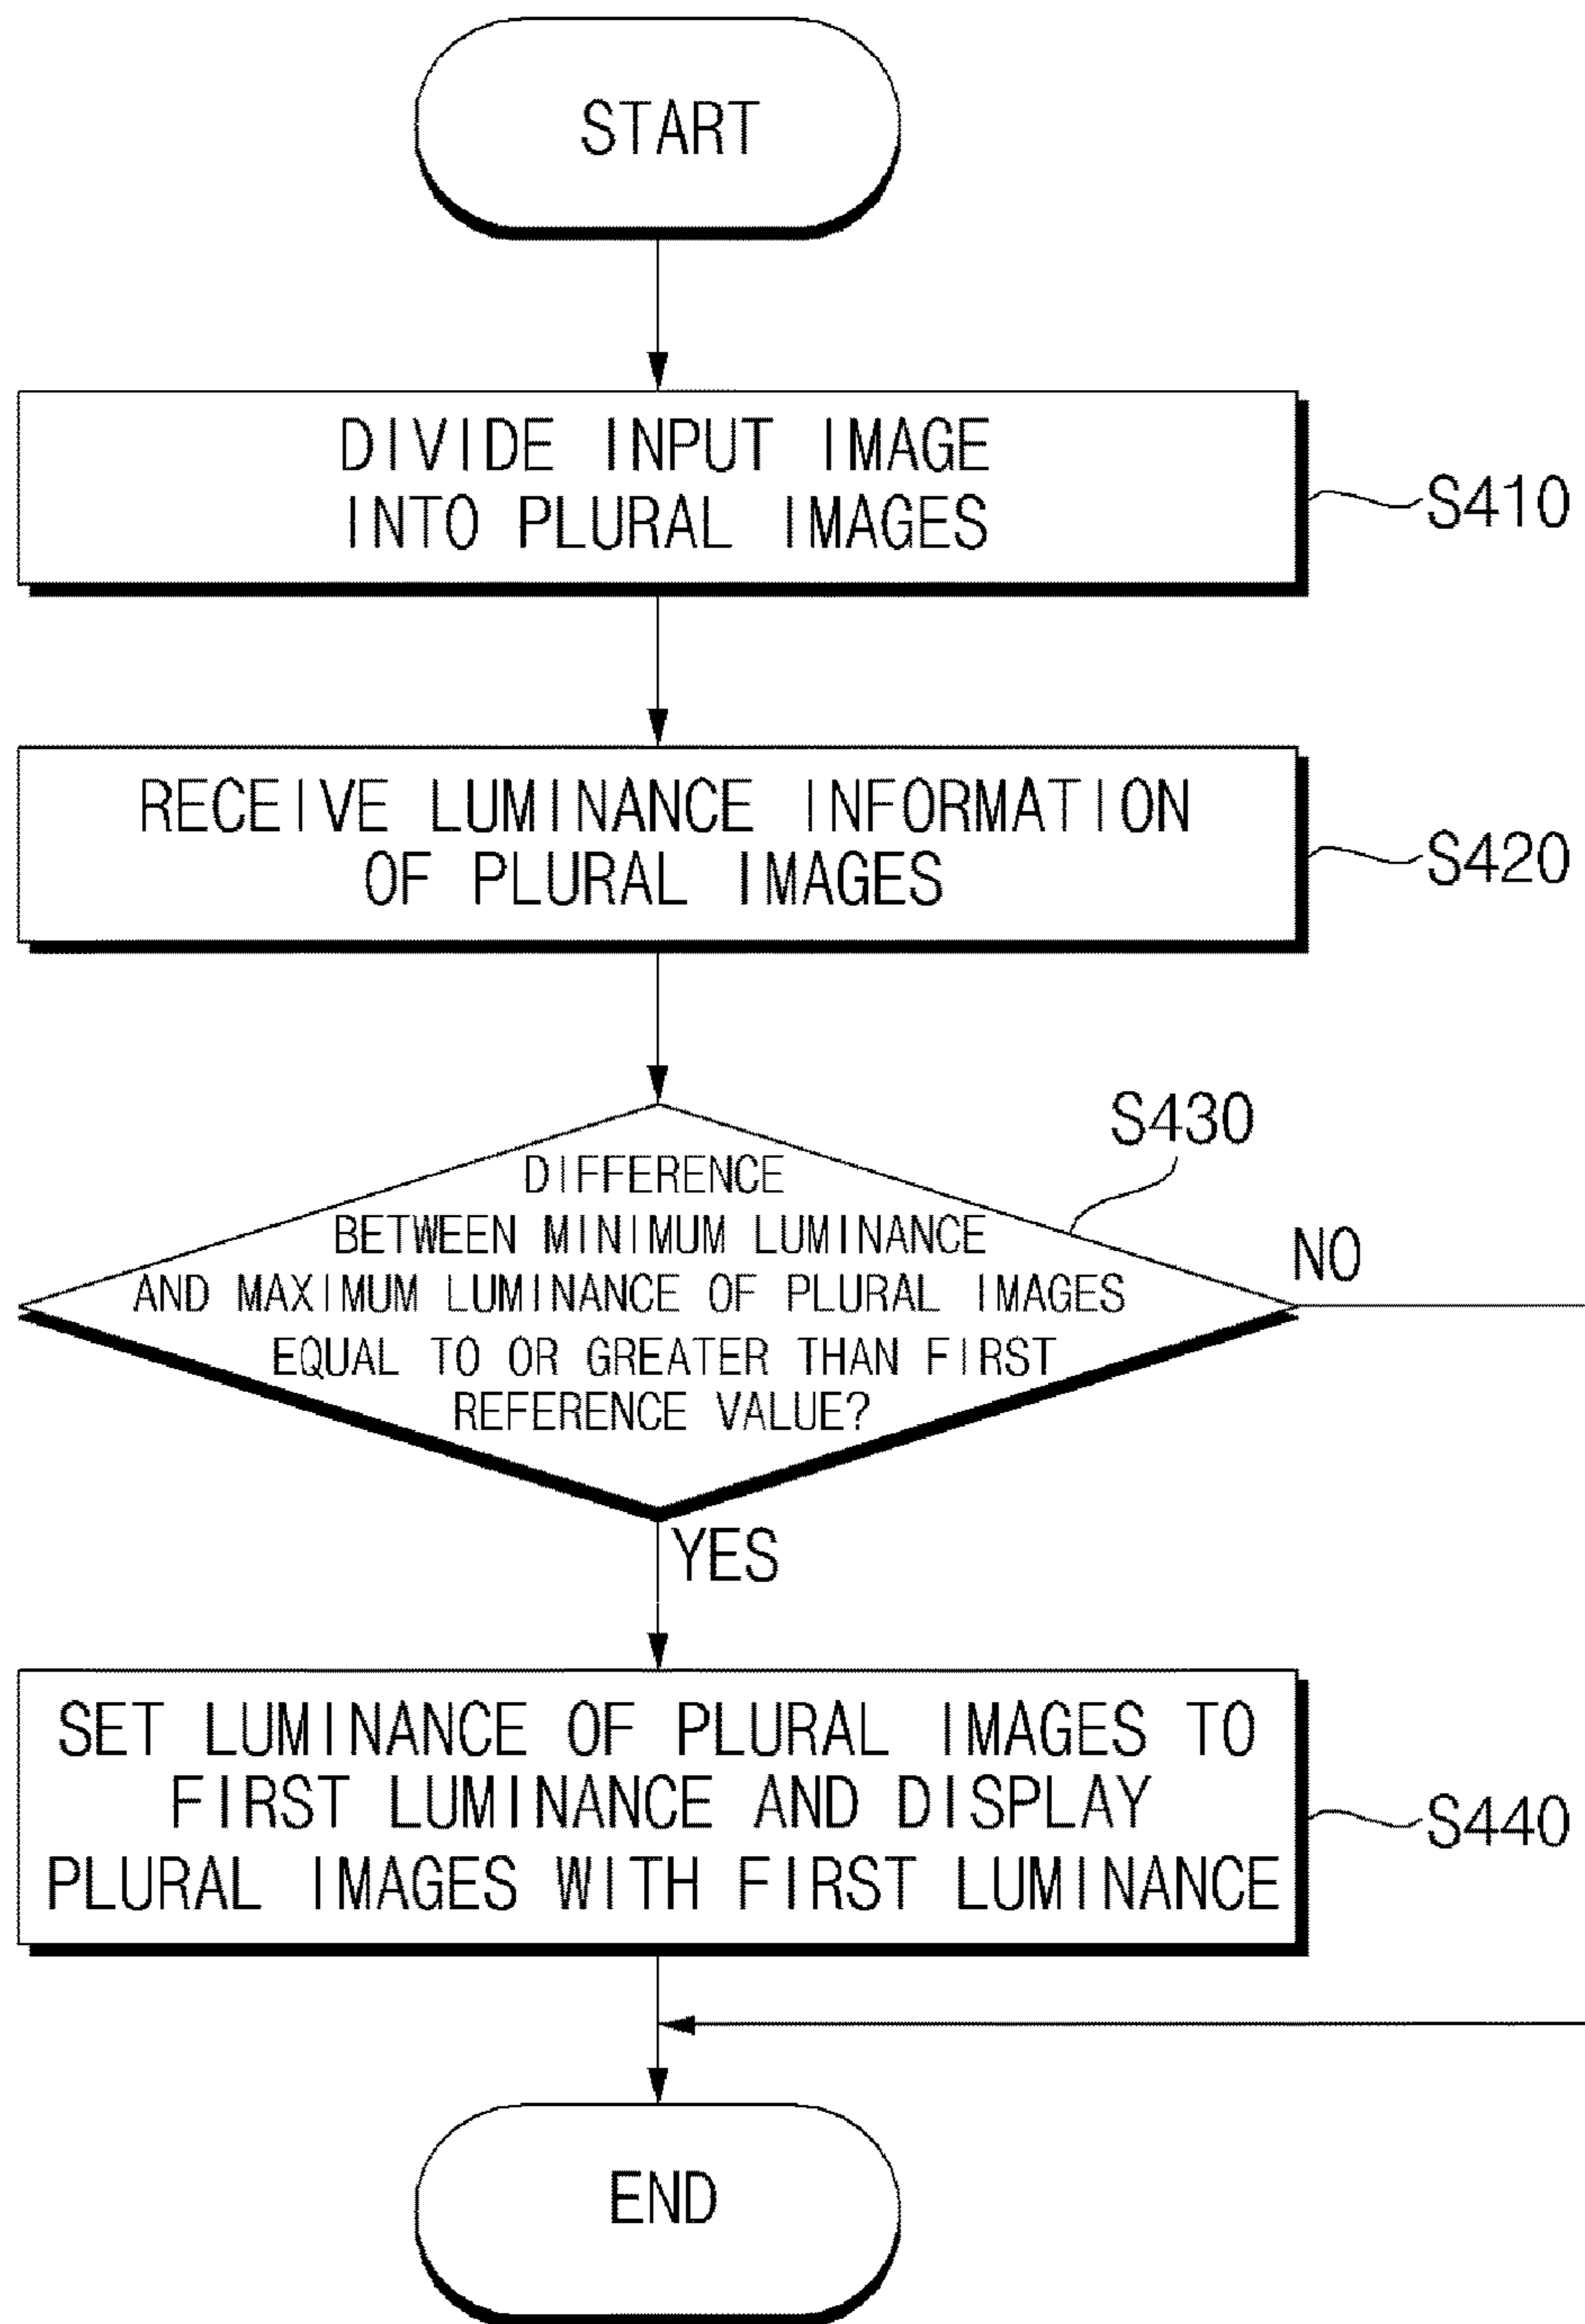 START
DIVIDE INPUT IMAGE
INTO PLURAL IMAGES
S410
RECEIVE LUMINANCE INFORMATION
OF PLURAL IMAGES
S420
S430
DIFFERENCE
BETWEEN MINIMUM LUMINANCE
AND MAXIMUM LUMINANCE OF PLURAL IMAGES
EQUAL TO OR GREATER THAN FIRST
REFERENCE VALUE?
NO
YES
SET LUMINANCE OF PLURAL IMAGES TO
FIRST LUMINANCE AND DISPLAY
PLURAL IMAGES WITH FIRST LUMINANCE
S440
END